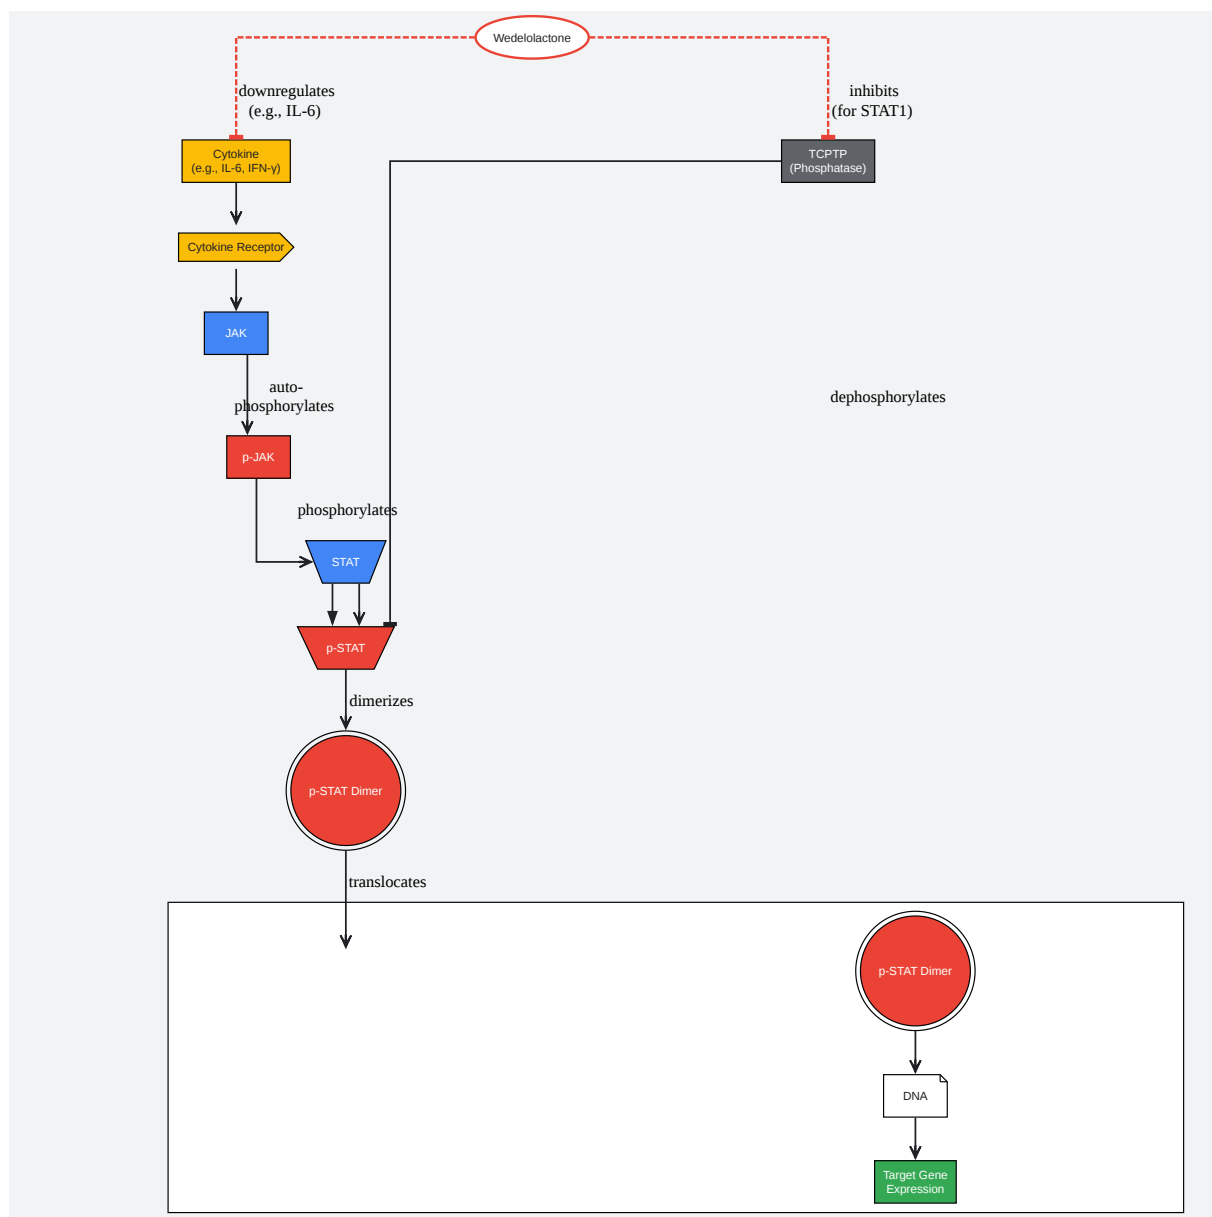 Wedelolactone
downregulates
(e.g., IL-6)
inhibits
(for STAT1)
Cytokine
(e.g., IL-6, IFN-γ)
TCPTP
(Phosphatase)
Cytokine Receptor
JAK
auto-
phosphorylates
dephosphorylates
p-JAK
phosphorylates
STAT
p-STAT
dimerizes
p-STAT Dimer
translocates
p-STAT Dimer
DNA
Target Gene
Expression